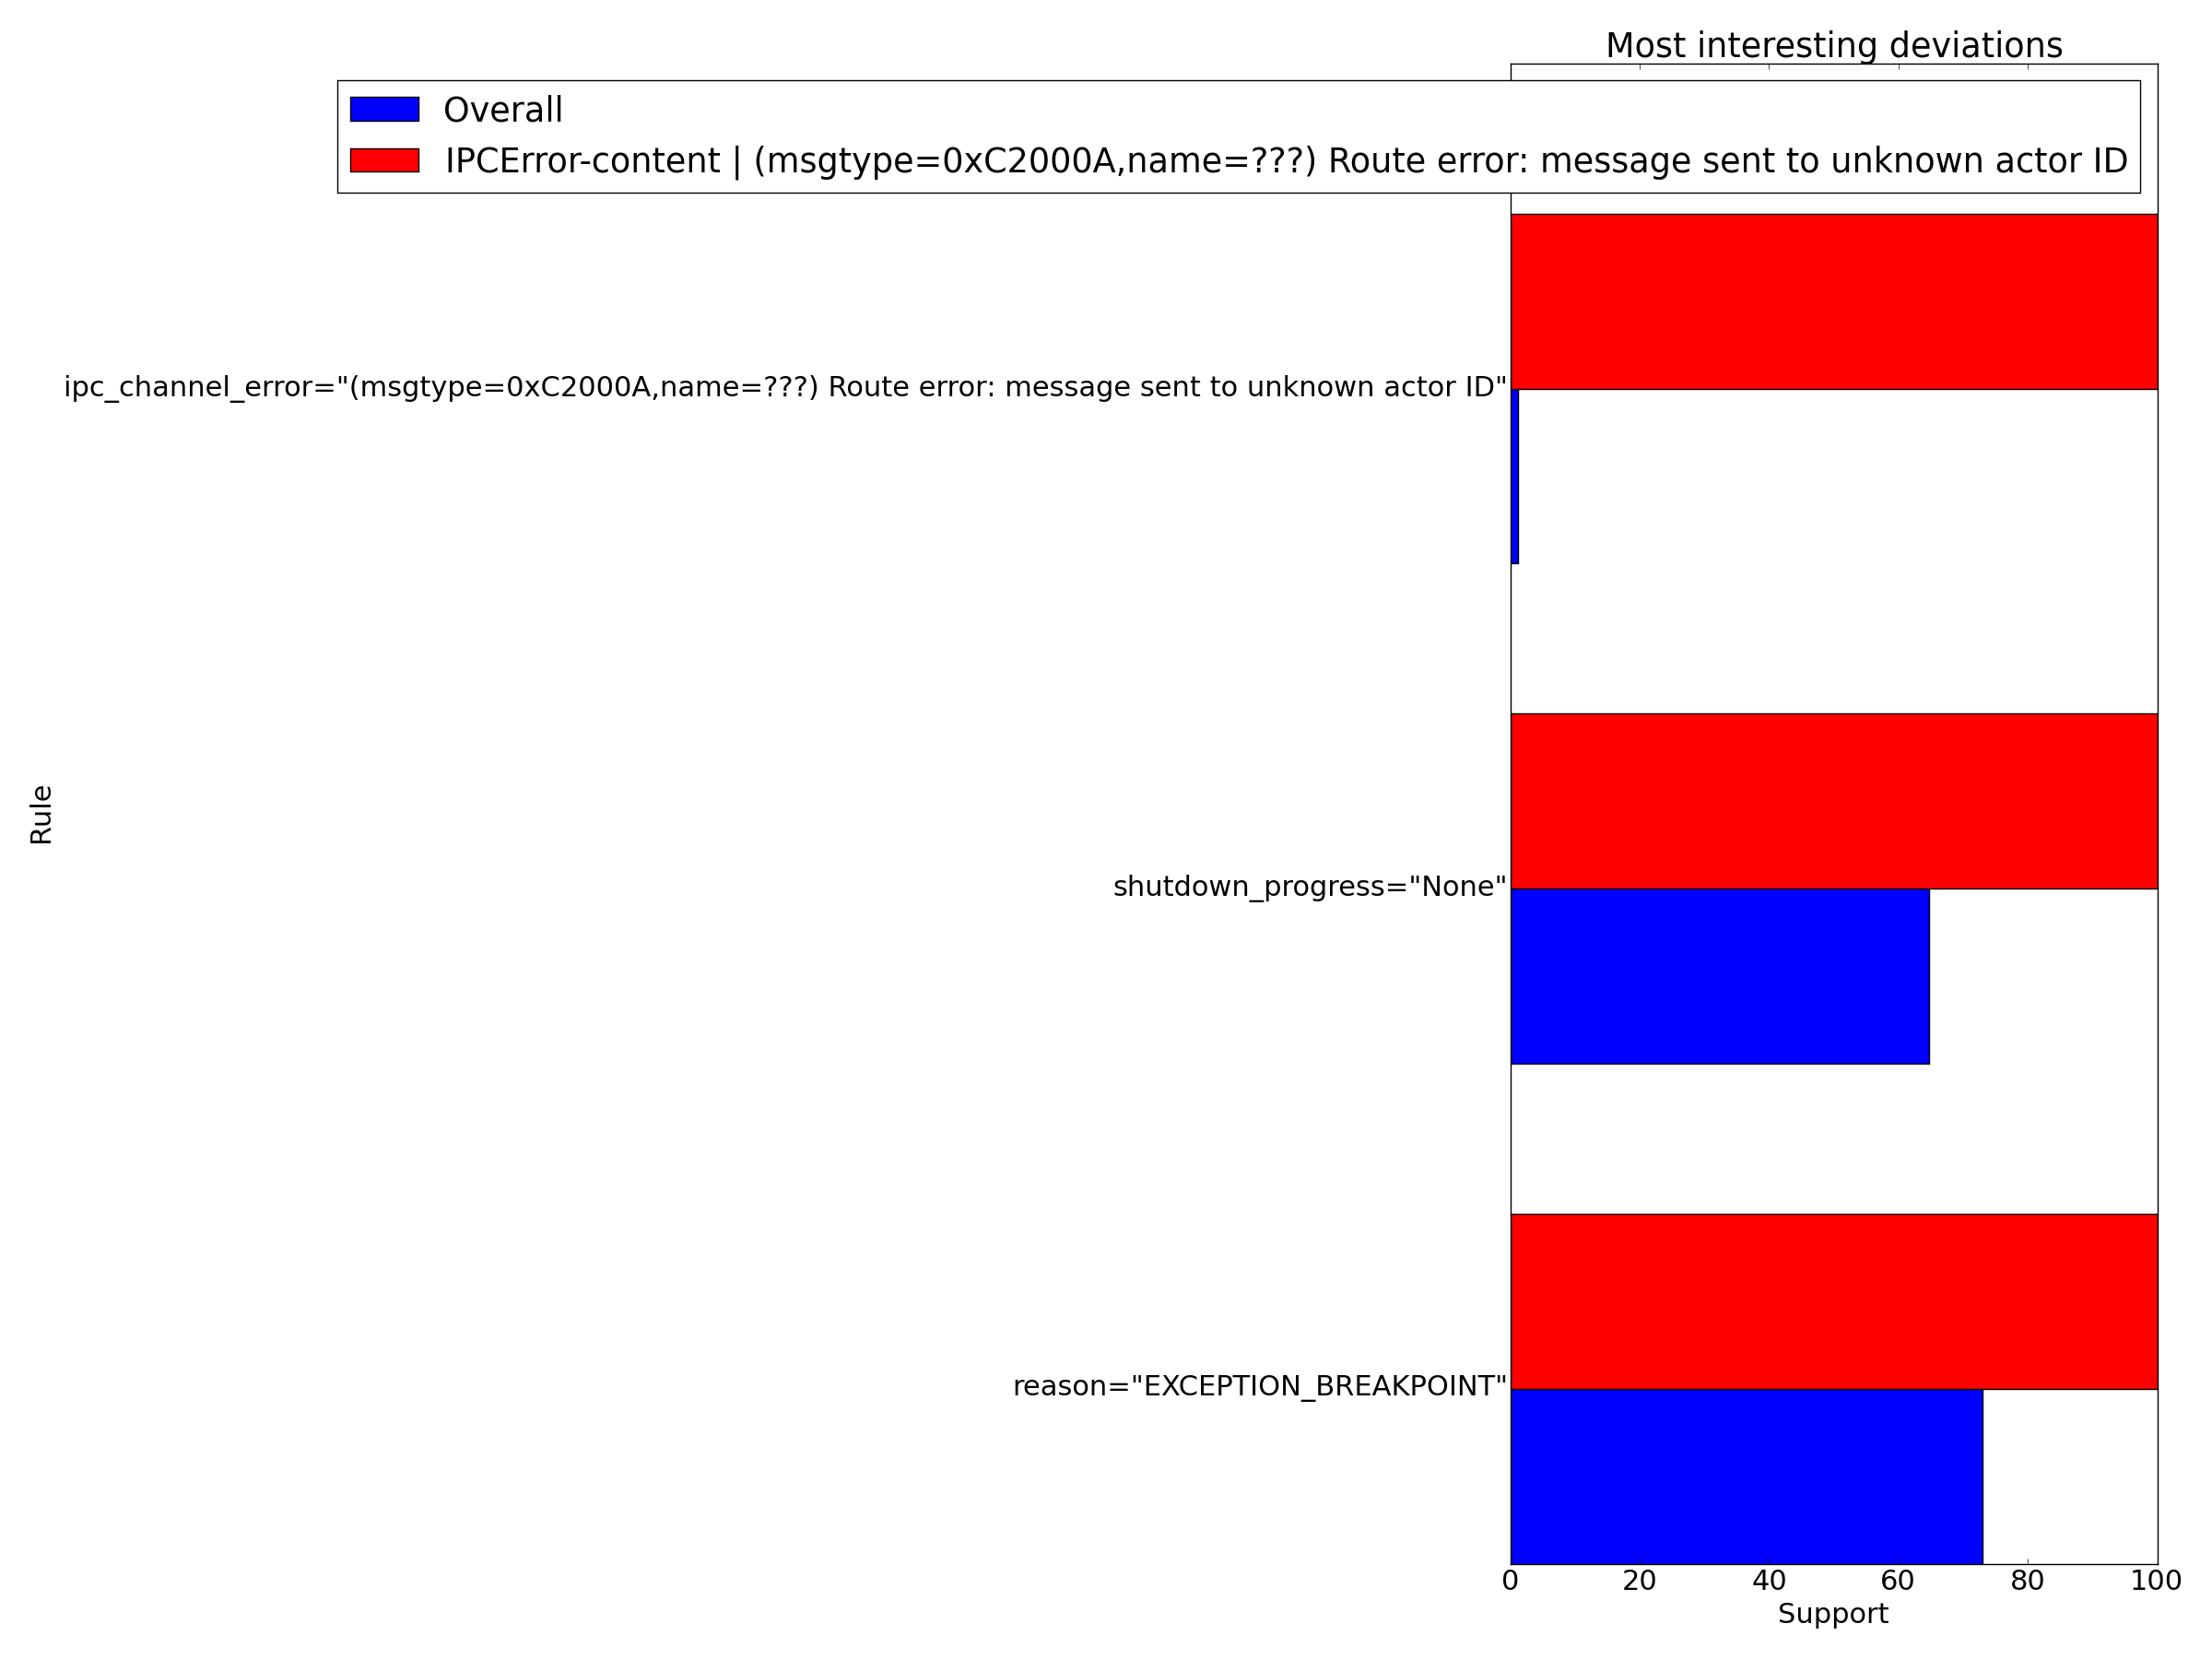 Most interesting deviations
Overall
IPCError-content | (msgtype=0xC2000A,name=???) Route error: message sent to unknown actor ID
ipc_channel_error="(msgtype=0xC2000A,name=???) Route error: message sent to unknown actor ID"
Rule
shutdown_progress="None"
reason="EXCEPTION_BREAKPOINT"
0 20 40 60 80 100
Support